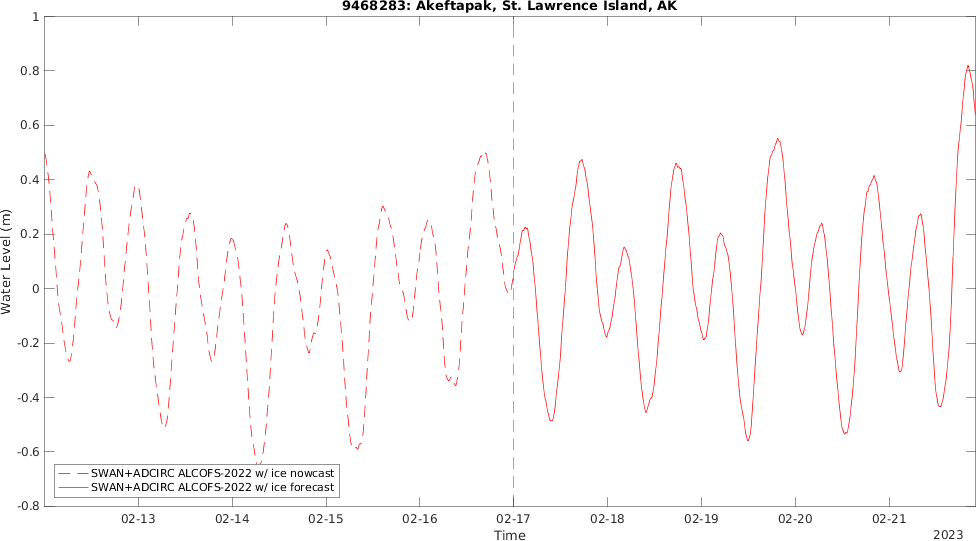 9468283: Akeftapak, St. Lawrence Island, AK
1
0.8
0.6
0.4
0.2
0
-0.2
-0.4
-0.6
-0.8
Water Level (m)
SWAN+ADCIRC ALCOFS-2022 w/ ice nowcast
SWAN+ADCIRC ALCOFS-2022 w/ ice forecast
02-13 02-14 02-15 02-16 02-17 02-18 02-19 02-20 02-21
Time
2023